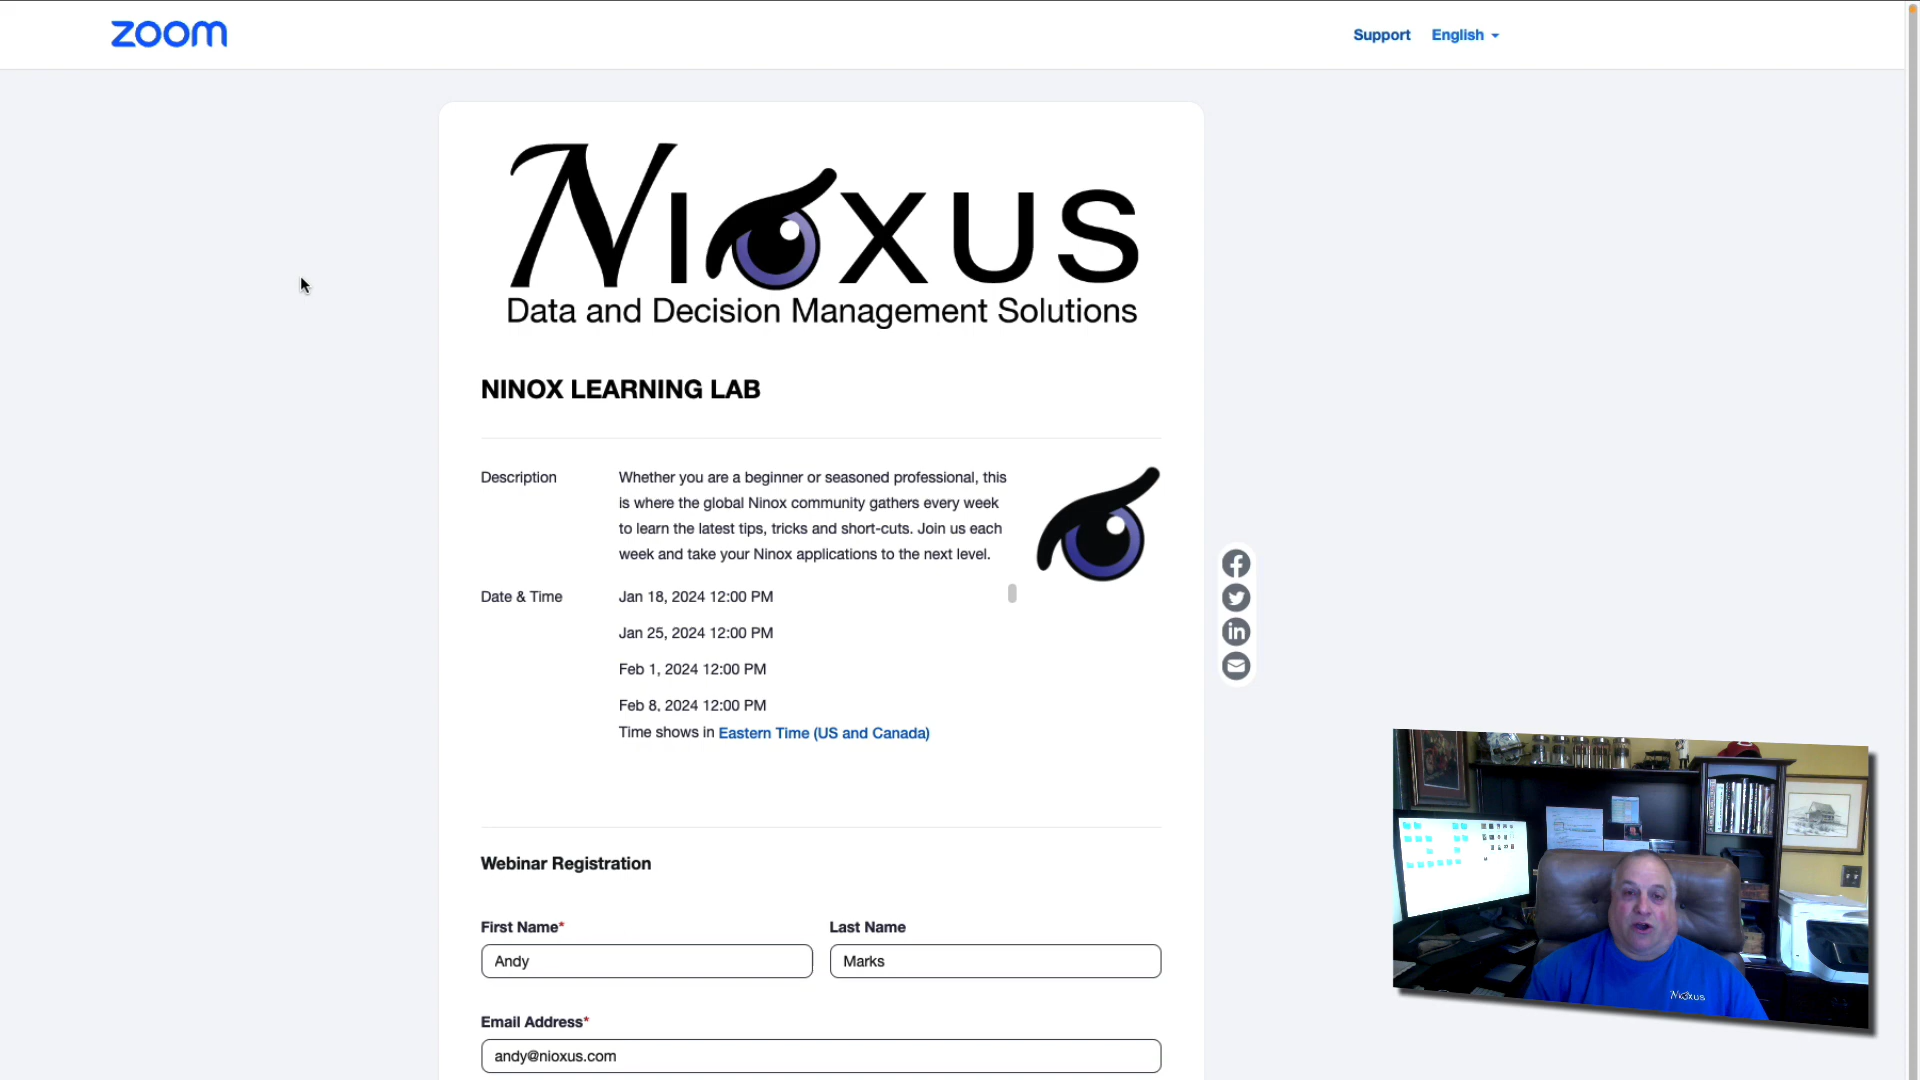 zoom
Support
English
Nioxus
Data and Decision Management Solutions
NINOX LEARNING LAB
Description
Whether you are a beginner or seasoned professional, this
is where the global Ninox community gathers every week
to learn the latest tips, tricks and short-cuts. Join us each
week and take your Ninox applications to the next level.
Date & Time
Jan 18, 2024 12:00 PM
Jan 25, 2024 12:00 PM
Feb 1, 2024 12:00 PM
Feb 8, 2024 12:00 PM
Time shows in Eastern Time (US and Canada)
Webinar Registration
First Name*
Last Name
Andy
Marks
Email Address*
andy@nioxus.com
Nioxus